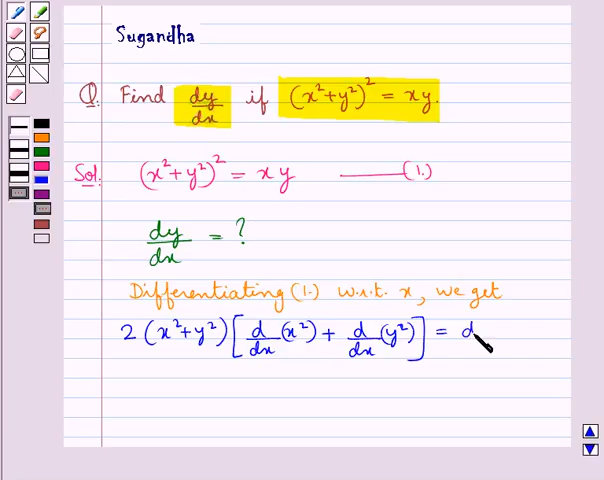 Sugandha
Q. Find dy/dx if (x²+y²)² = xy.
Sol. (x²+y²)² = xy ——(1.)
dy/dx = ?
Differentiating (1.) w.r.t. x, we get
2(x²+y²)[d/dx(x²) + d/dx(y²)] = d